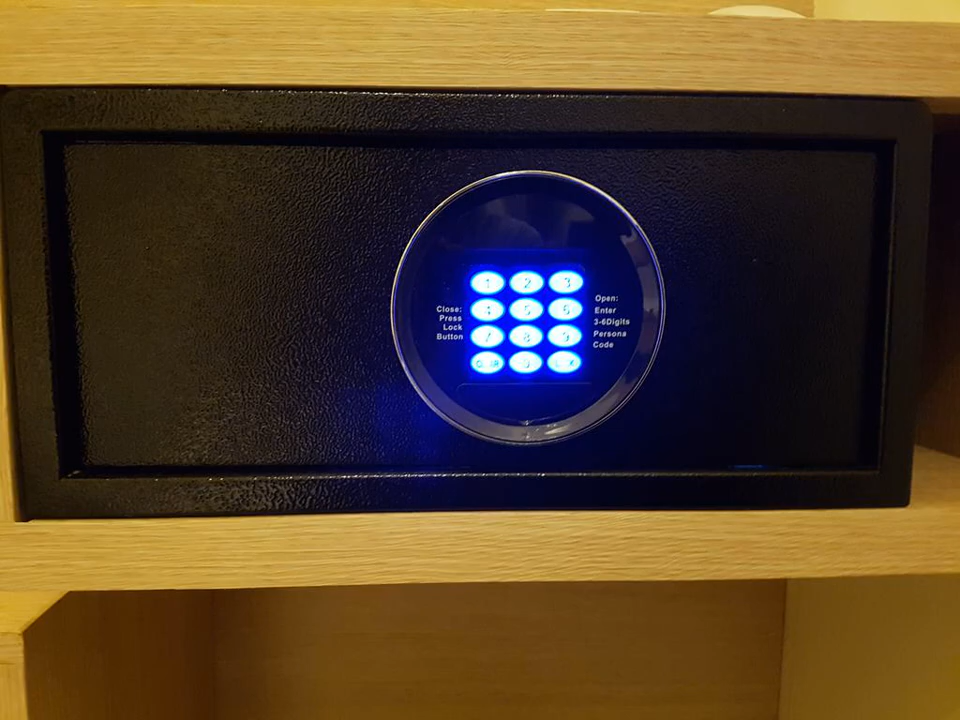 1 2 3
4 5 6
7 8 9
0
Close:
Press
Lock
Button
Open:
Enter
3-6Digits
Persona
Code